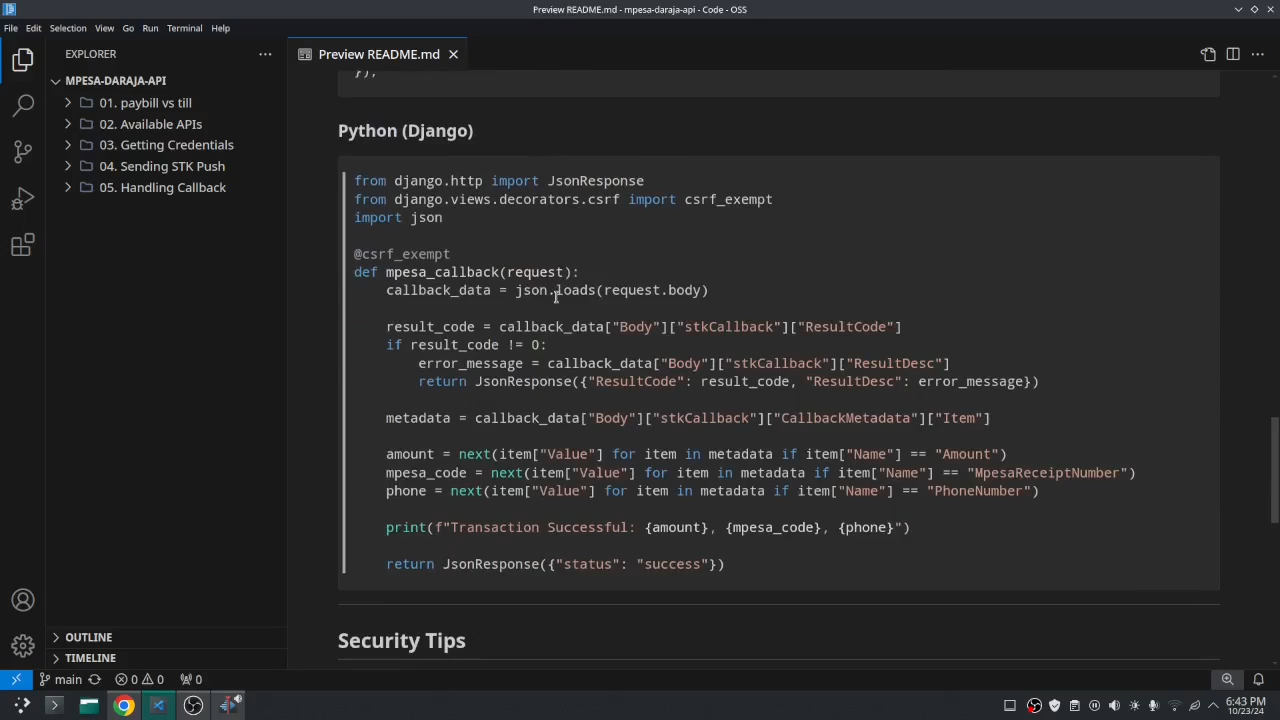 Preview README.md - mpesa-daraja-api - Code - OSS
File Edit Selection View Go Run Terminal Help
EXPLORER
Preview README.md
MPESA-DARAJA-API
01. paybill vs till
02. Available APIs
03. Getting Credentials
04. Sending STK Push
05. Handling Callback
});
Python (Django)
from django.http import JsonResponse
from django.views.decorators.csrf import csrf_exempt
import json
@csrf_exempt
def mpesa_callback(request):
callback_data = json.loads(request.body)
result_code = callback_data["Body"]["stkCallback"]["ResultCode"]
if result_code != 0:
error_message = callback_data["Body"]["stkCallback"]["ResultDesc"]
return JsonResponse({"ResultCode": result_code, "ResultDesc": error_message})
metadata = callback_data["Body"]["stkCallback"]["CallbackMetadata"]["Item"]
amount = next(item["Value"] for item in metadata if item["Name"] == "Amount")
mpesa_code = next(item["Value"] for item in metadata if item["Name"] == "MpesaReceiptNumber")
phone = next(item["Value"] for item in metadata if item["Name"] == "PhoneNumber")
print(f"Transaction Successful: {amount}, {mpesa_code}, {phone}")
return JsonResponse({"status": "success"})
Security Tips
OUTLINE
TIMELINE
main 0 0 0
6:43 PM
10/23/24